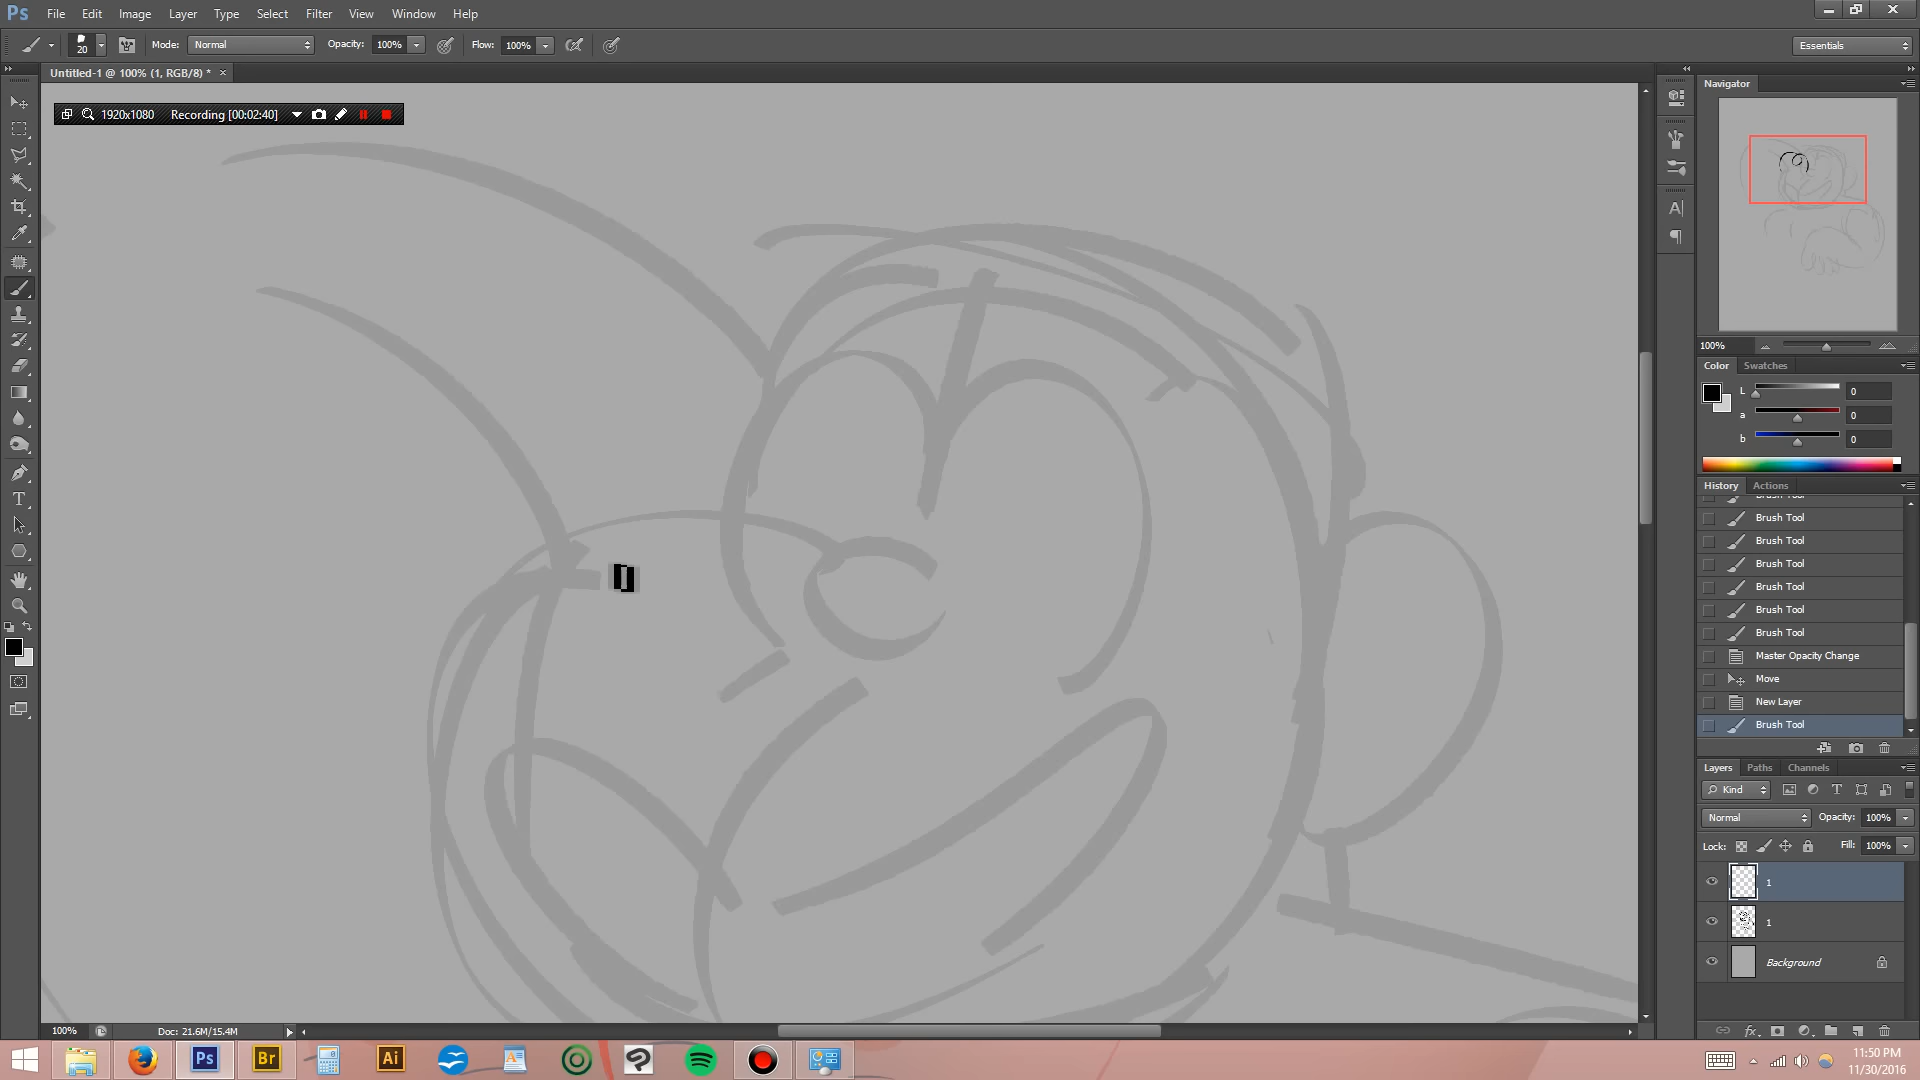 Ps File Edit Image Layer Type Select Filter View Window Help
20 Mode: Normal Opacity: 100% Flow: 100% Essentials
Untitled-1 @ 100% (1, RGB/8) * ×
1920x1080 Recording [00:02:40]
Navigator
100%
Color Swatches
L 0
a 0
b 0
History Actions
Brush Tool
Brush Tool
Brush Tool
Brush Tool
Brush Tool
Brush Tool
Brush Tool
Master Opacity Change
Move
New Layer
Brush Tool
Layers Paths Channels
Kind
Normal Opacity: 100%
Lock: Fill: 100%
1
1
Background
100% Doc: 21.6M/15.4M
Ps Br Ai
11:50 PM
11/30/2016